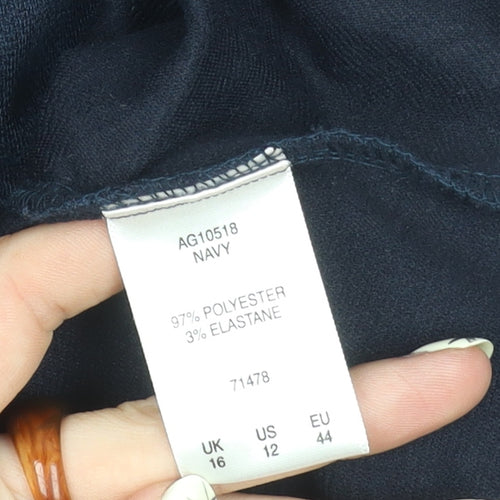 AG10518
NAVY
97% POLYESTER
3% ELASTANE
71478
UK US EU
16 12 44